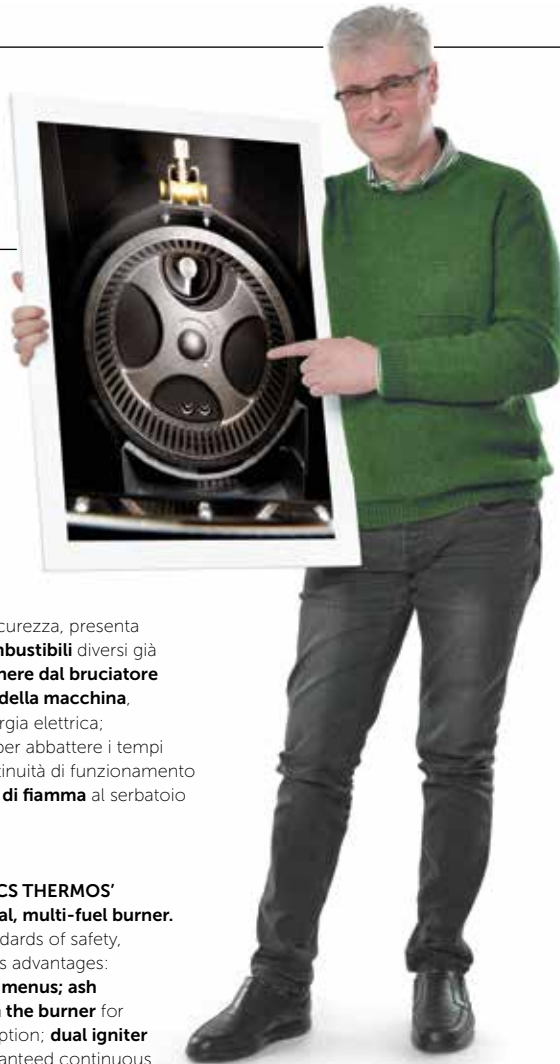 curezza, presenta
mbustibili diversi già
nere dal bruciatore
della macchina,
ergia elettrica;
per abbattere i tempi
tinuità di funzionamento
di fiamma al serbatoio
CS THERMOS’
al, multi-fuel burner.
dards of safety,
s advantages:
menus; ash
the burner for
ption; dual igniter
anteed continuous